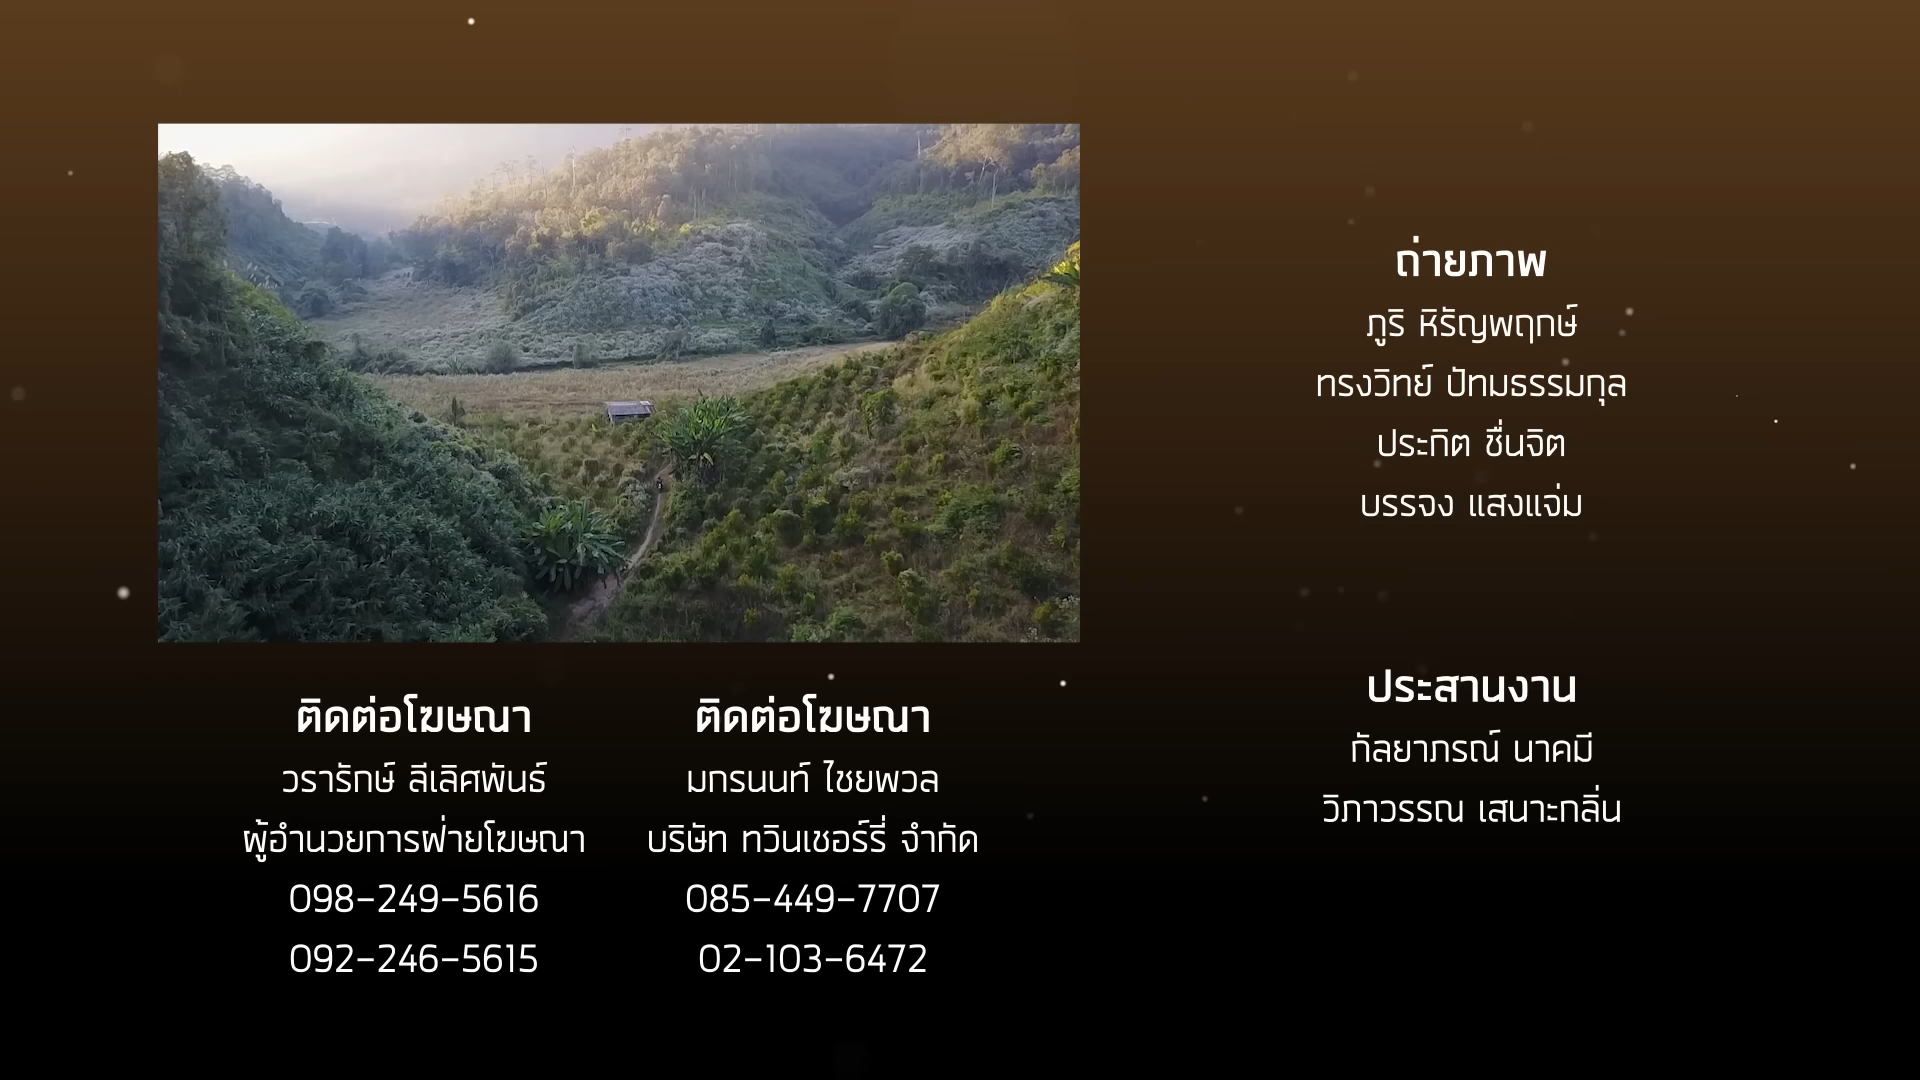 ถ่ายภาพ
ภูริ หิรัญพฤกษ์
ทรงวิทย์ ปัทมธรรมกุล
ประกิต ชื่นจิต
บรรจง แสงแจ่ม
ประสานงาน
กัลยาภรณ์ นาคมี
วิภาวรรณ เสนาะกลิ่น
ติดต่อโฆษณา
วรารักษ์ ลีเลิศพันธ์
ผู้อำนวยการฝ่ายโฆษณา
098-249-5616
092-246-5615
ติดต่อโฆษณา
มกรนนท์ ไชยพวล
บริษัท ทวินเชอร์รี่ จำกัด
085-449-7707
02-103-6472